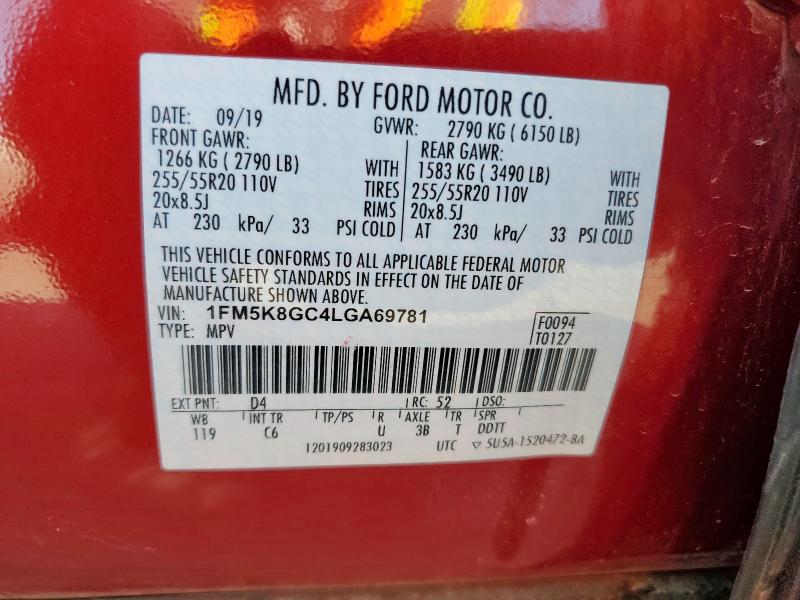 MFD. BY FORD MOTOR CO.
DATE: 09/19 GVWR: 2790 KG ( 6150 LB)
FRONT GAWR: REAR GAWR:
1266 KG ( 2790 LB) WITH 1583 KG ( 3490 LB) WITH
255/55R20 110V TIRES 255/55R20 110V TIRES
20x8.5J RIMS 20x8.5J RIMS
AT 230 kPa/ 33 PSI COLD AT 230 kPa/ 33 PSI COLD
THIS VEHICLE CONFORMS TO ALL APPLICABLE FEDERAL MOTOR
VEHICLE SAFETY STANDARDS IN EFFECT ON THE DATE OF
MANUFACTURE SHOWN ABOVE.
VIN: 1FM5K8GC4LGA69781 F0094
TYPE: MPV T0127
EXT PNT: D4 RC: 52 DSO:
WB INT TR TP/PS R AXLE TR SPR
119 C6 U 3B T DDTT
1201909283023 UTC ▽ 5U5A-1520472-BA